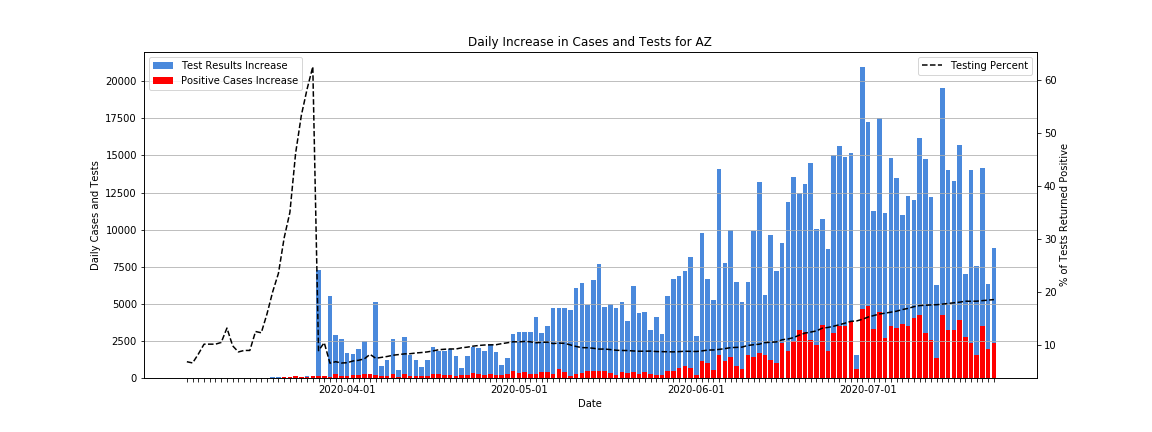 Daily Increase in Cases and Tests for AZ
Test Results Increase
Positive Cases Increase
Testing Percent
20000
17500
15000
12500
10000
7500
5000
2500
0
Daily Cases and Tests
60
50
40
30
20
10
% of Tests Returned Positive
2020-04-01
2020-05-01
2020-06-01
2020-07-01
Date